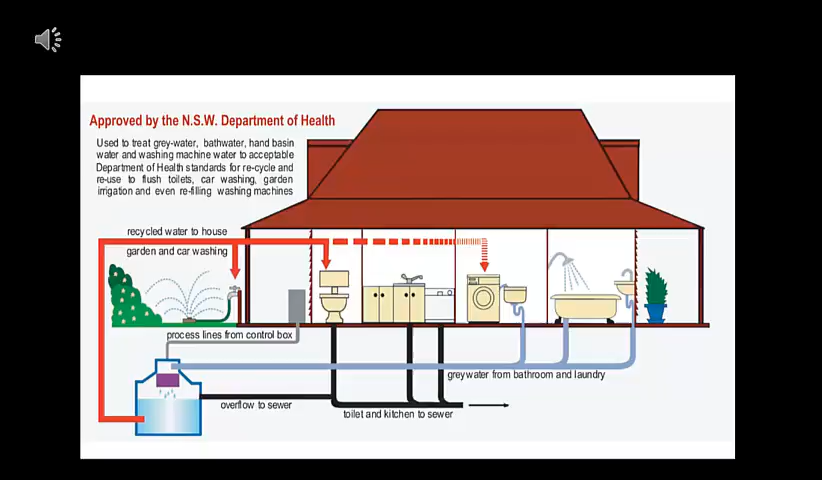 Approved by the N.S.W. Department of Health
Used to treat grey-water, bathwater, hand basin
water and washing machine water to acceptable
Department of Health standards for re-cycle and
re-use to flush toilets, car washing, garden
irrigation and even re-filling washing machines
recycled water to house
garden and car washing
process lines from control box
greywater from bathroom and laundry
overflow to sewer
toilet and kitchen to sewer